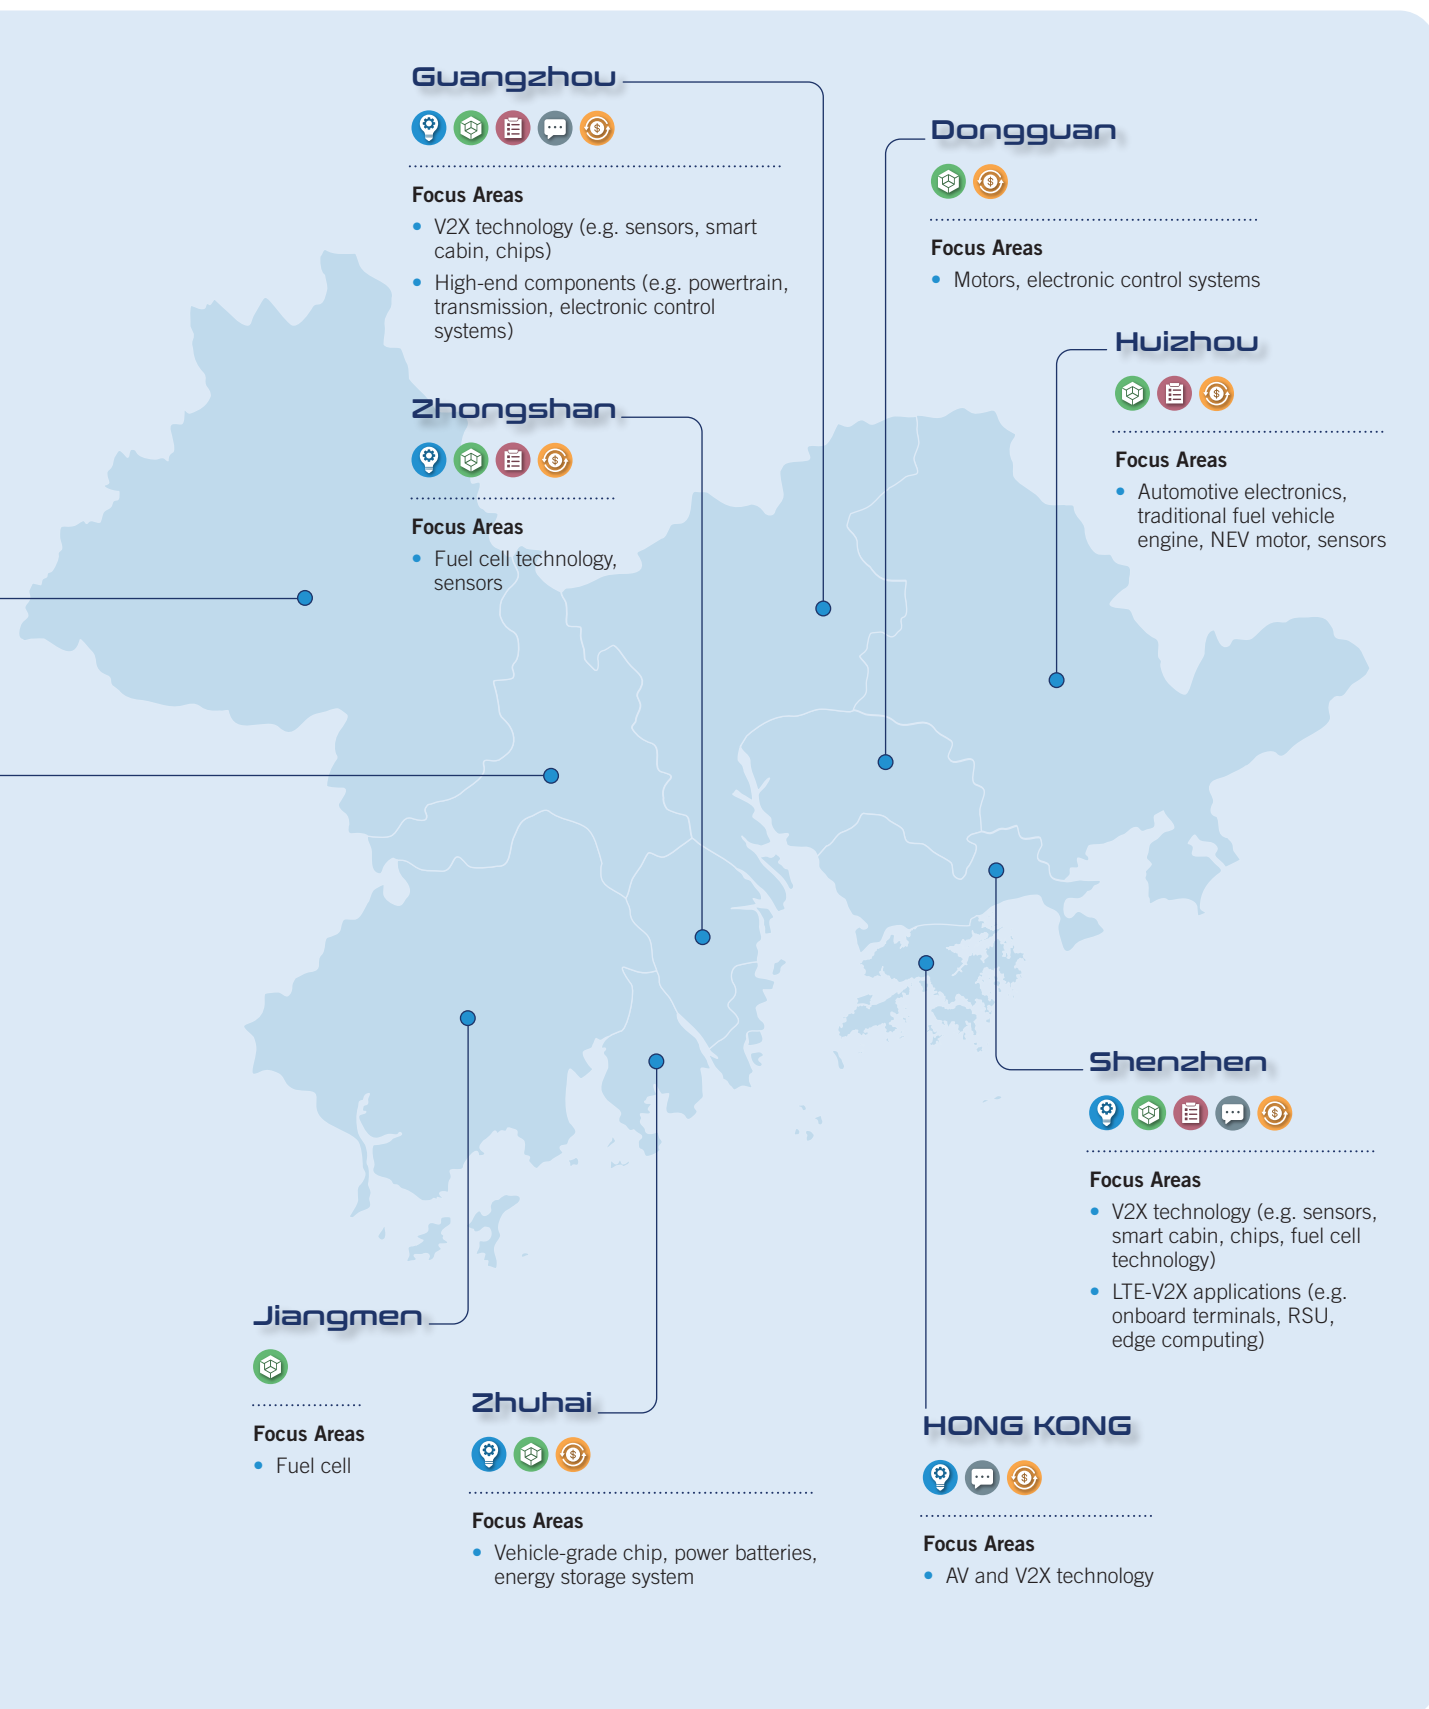 Guangzhou
Focus Areas
• V2X technology (e.g. sensors, smart
cabin, chips)
• High-end components (e.g. powertrain,
transmission, electronic control
systems)
Dongguan
Focus Areas
• Motors, electronic control systems
Huizhou
Focus Areas
• Automotive electronics,
traditional fuel vehicle
engine, NEV motor, sensors
Zhongshan
Focus Areas
• Fuel cell technology,
sensors
Shenzhen
Focus Areas
• V2X technology (e.g. sensors,
smart cabin, chips, fuel cell
technology)
• LTE-V2X applications (e.g.
onboard terminals, RSU,
edge computing)
Jiangmen
Focus Areas
• Fuel cell
Zhuhai
Focus Areas
• Vehicle-grade chip, power batteries,
energy storage system
HONG KONG
Focus Areas
• AV and V2X technology